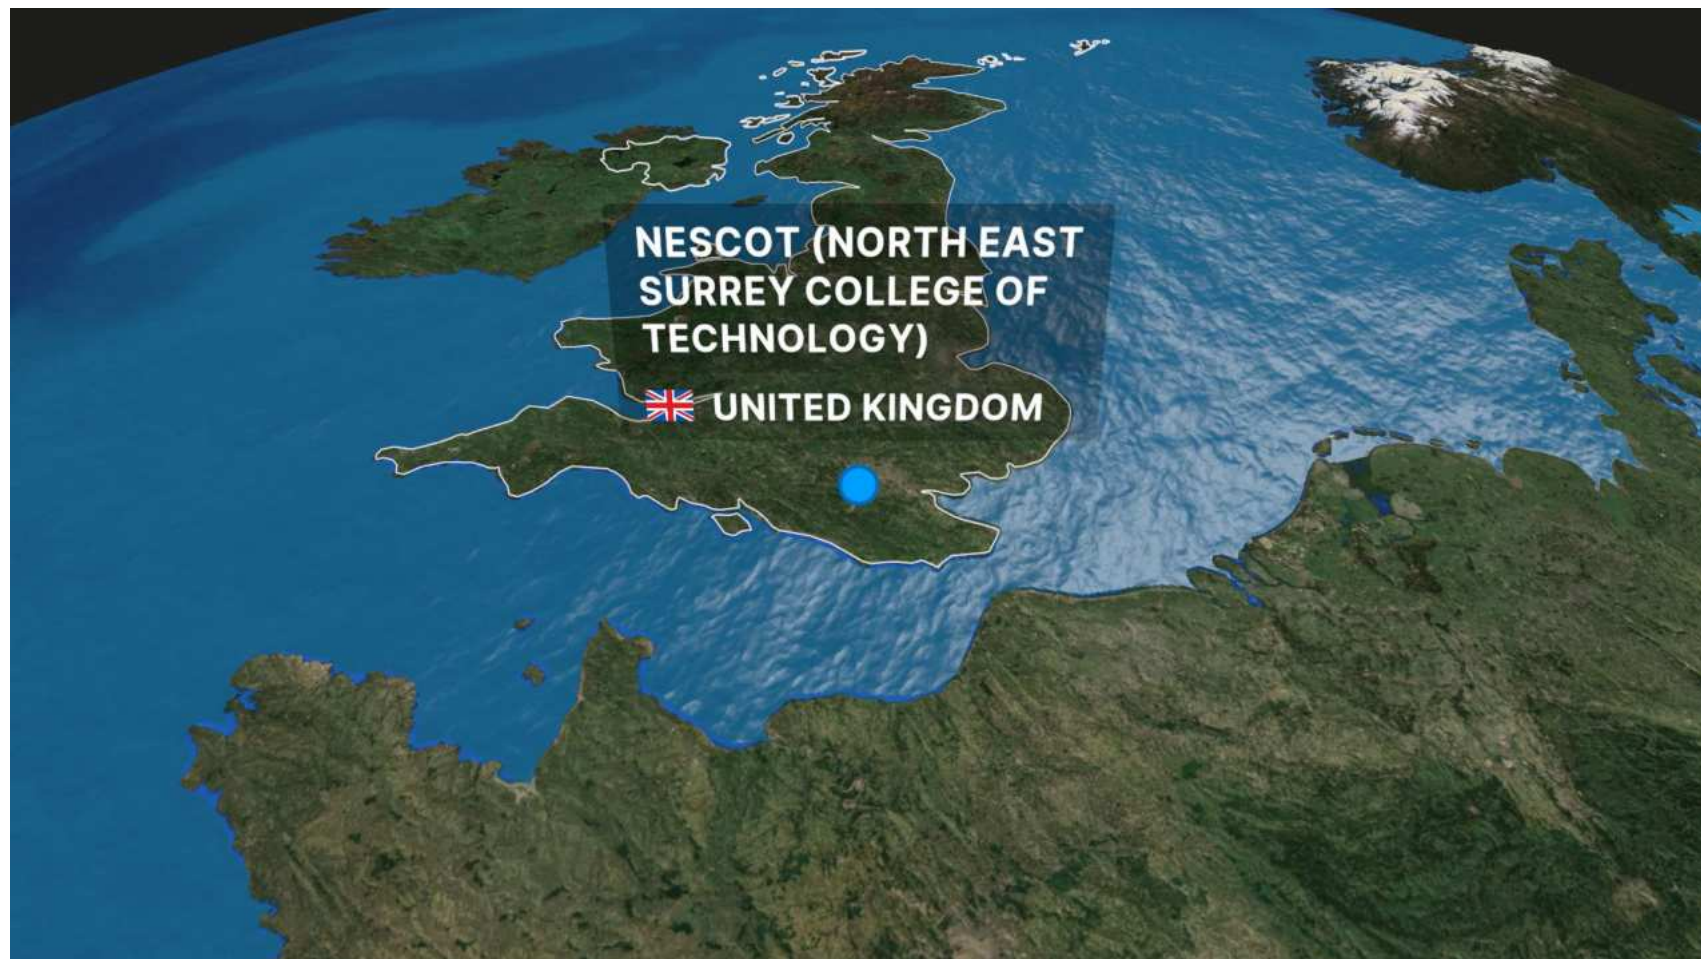 NESCOT (NORTH EAST
SURREY COLLEGE OF
TECHNOLOGY)
UNITED KINGDOM